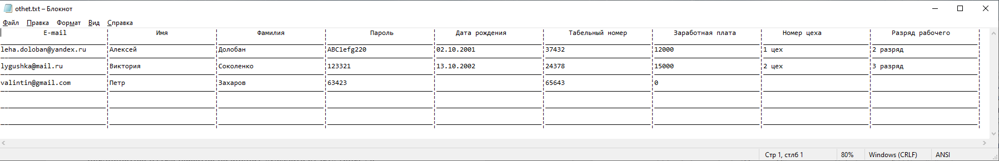 othet.txt – Блокнот
Файл Правка Формат Вид Справка
E-mail Имя Фамилия Пароль Дата рождения Табельный номер Заработная плата Номер цеха Разряд рабочего
leha.doloban@yandex.ru Алексей Долобан ABC1efg220 02.10.2001 37432 12000 1 цех 2 разряд
lygushka@mail.ru Виктория Соколенко 123321 13.10.2002 24378 15000 2 цех 3 разряд
valintin@gmail.com Петр Захаров 63423 65643 0
Стр 1, стлб 1 80% Windows (CRLF) ANSI